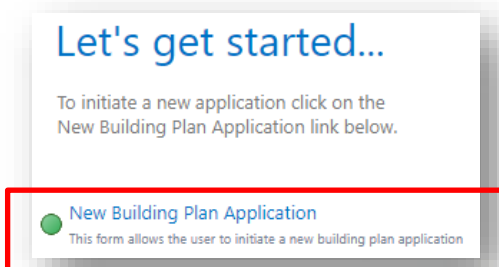 Let's get started...
To initiate a new application click on the
New Building Plan Application link below.
New Building Plan Application
This form allows the user to initiate a new building plan application